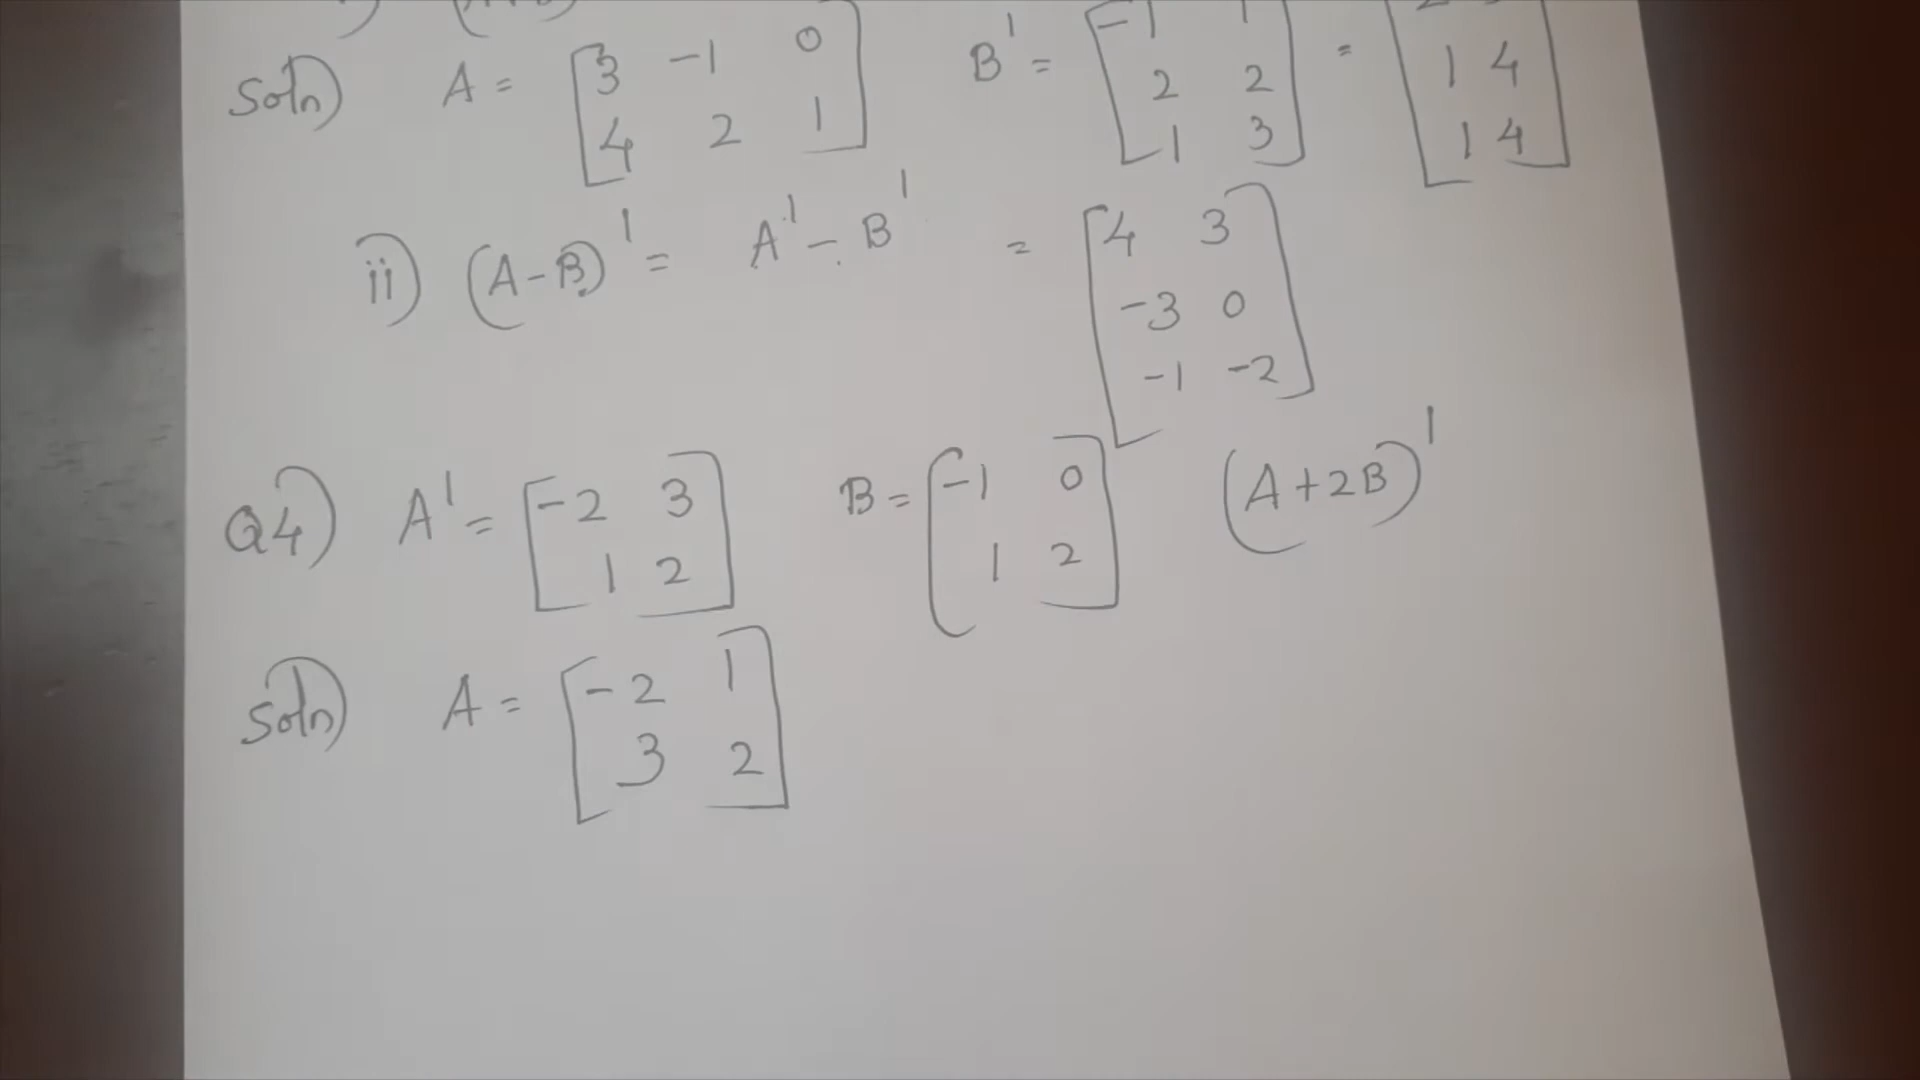 Soln) A = [3 -1 0 B' = [-1 1 = [
4 2 1] 2 2 1 4
1 3] 1 4]
ii) (A-B)' = A' - B' = [4 3
-3 0
-1 -2]
Q4) A' = [-2 3 B = [-1 0 (A+2B)'
1 2] 1 2]
Soln) A = [-2 1
3 2]